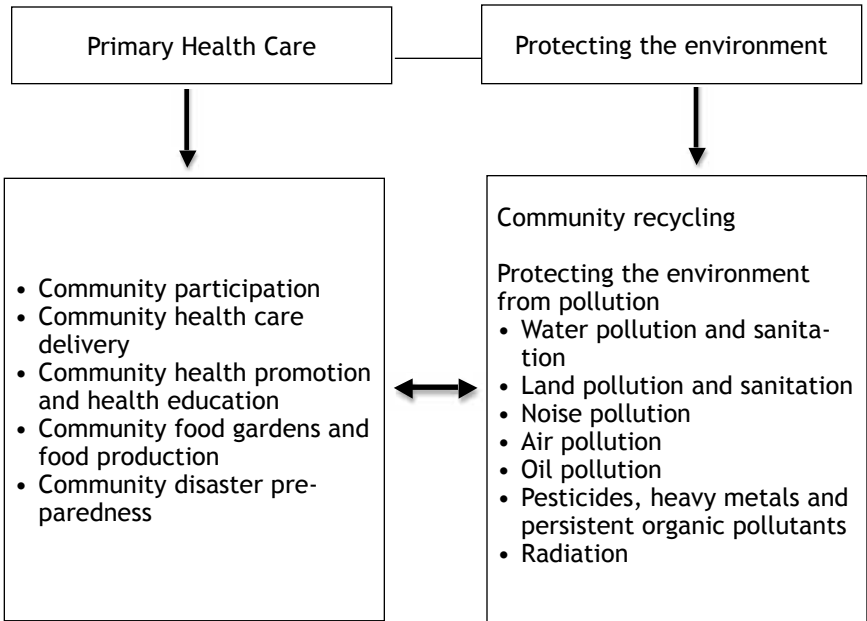 Primary Health Care
Protecting the environment
• Community participation
• Community health care
delivery
• Community health promotion
and health education
• Community food gardens and
food production
• Community disaster pre-
paredness
Community recycling
Protecting the environment
from pollution
• Water pollution and sanita-
tion
• Land pollution and sanitation
• Noise pollution
• Air pollution
• Oil pollution
• Pesticides, heavy metals and
persistent organic pollutants
• Radiation